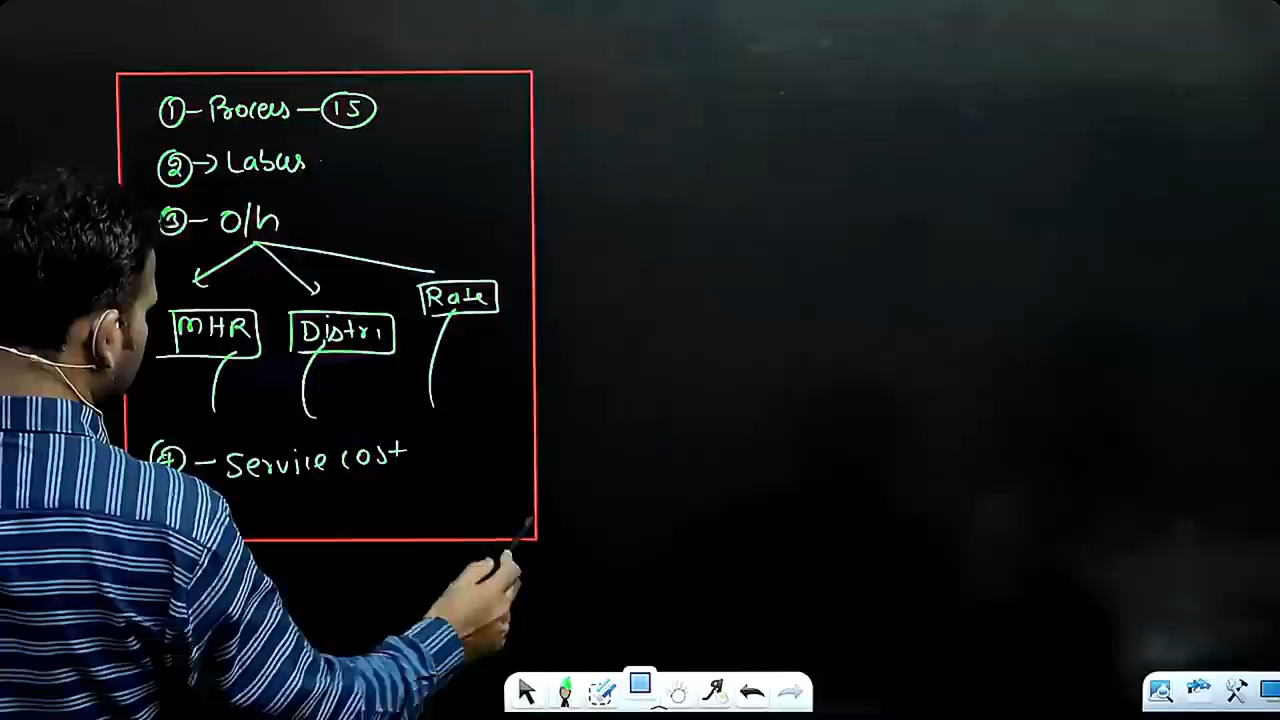 ① - Process - 15
② → Labour
③ - O/h
Rate
MHR Distri
④ - Service cost